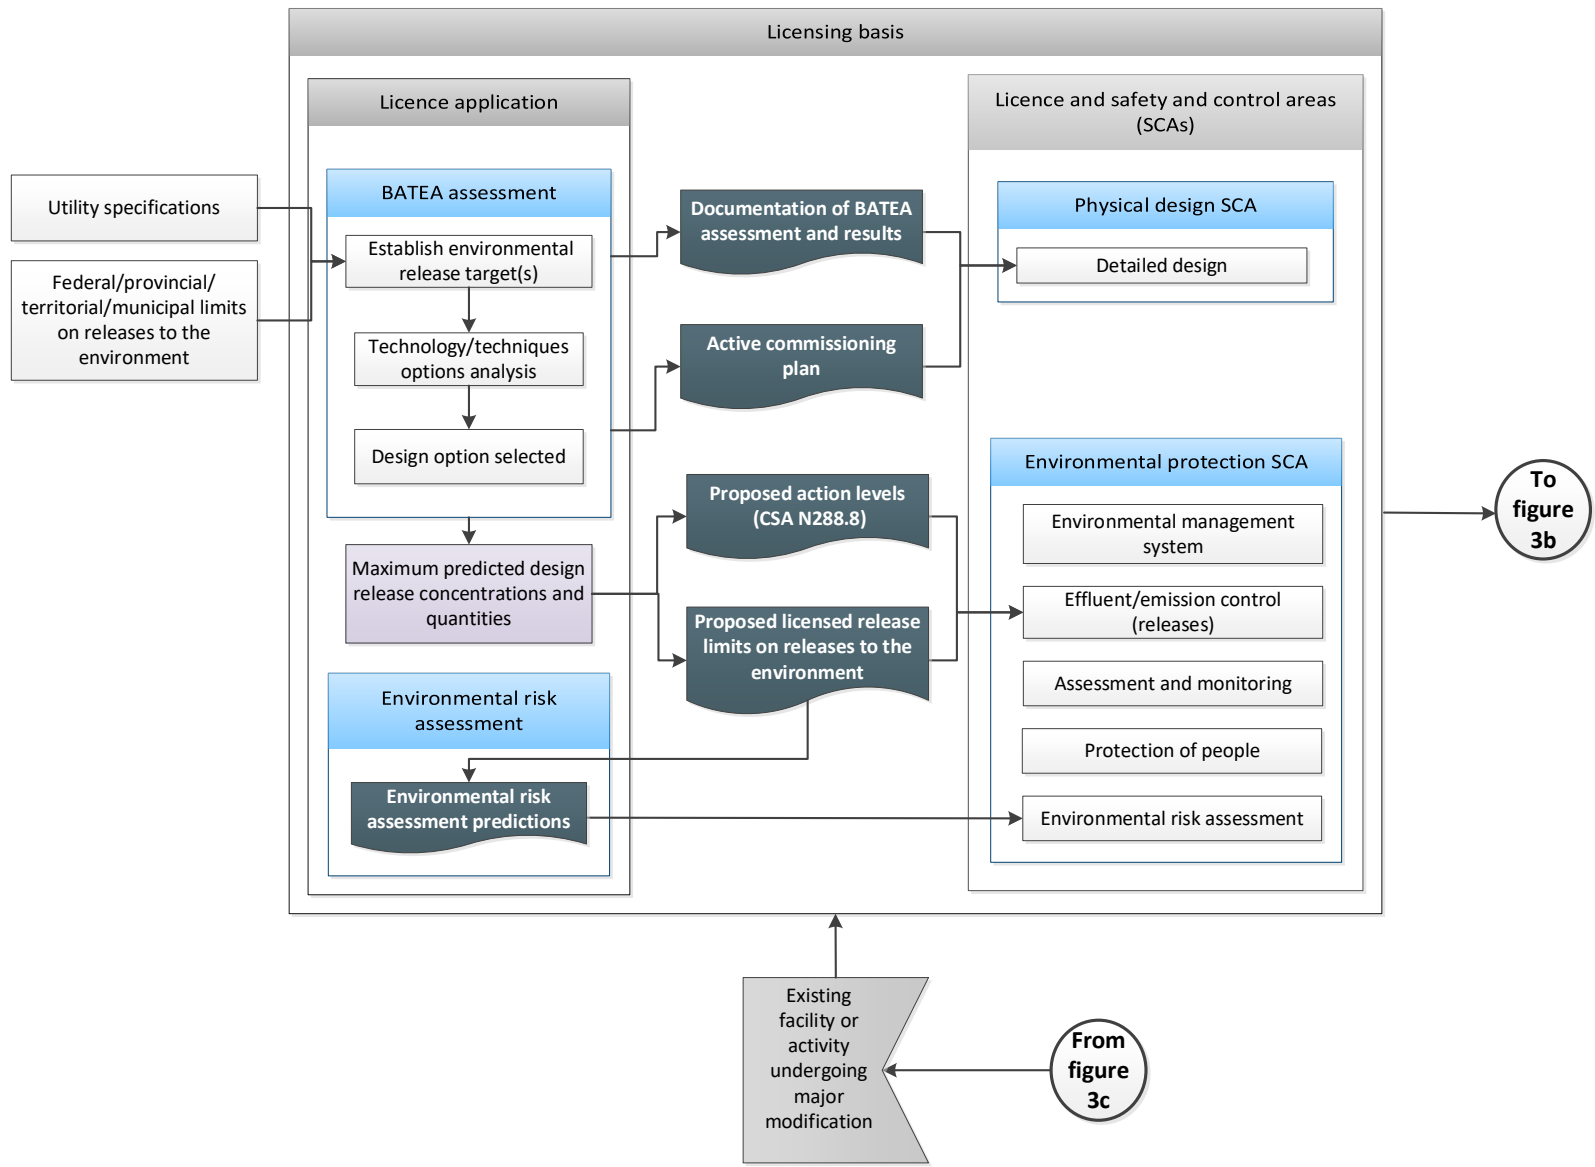 Licensing basis
Licence application
Licence and safety and control areas
(SCAs)
Utility specifications
Federal/provincial/
territorial/municipal limits
on releases to the
environment
BATEA assessment
Establish environmental
release target(s)
Technology/techniques
options analysis
Design option selected
Maximum predicted design
release concentrations and
quantities
Environmental risk
assessment
Environmental risk
assessment predictions
Documentation of BATEA
assessment and results
Active commissioning
plan
Proposed action levels
(CSA N288.8)
Proposed licensed release
limits on releases to the
environment
Physical design SCA
Detailed design
Environmental protection SCA
Environmental management
system
Effluent/emission control
(releases)
Assessment and monitoring
Protection of people
Environmental risk assessment
To
figure
3b
Existing
facility or
activity
undergoing
major
modification
From
figure
3c